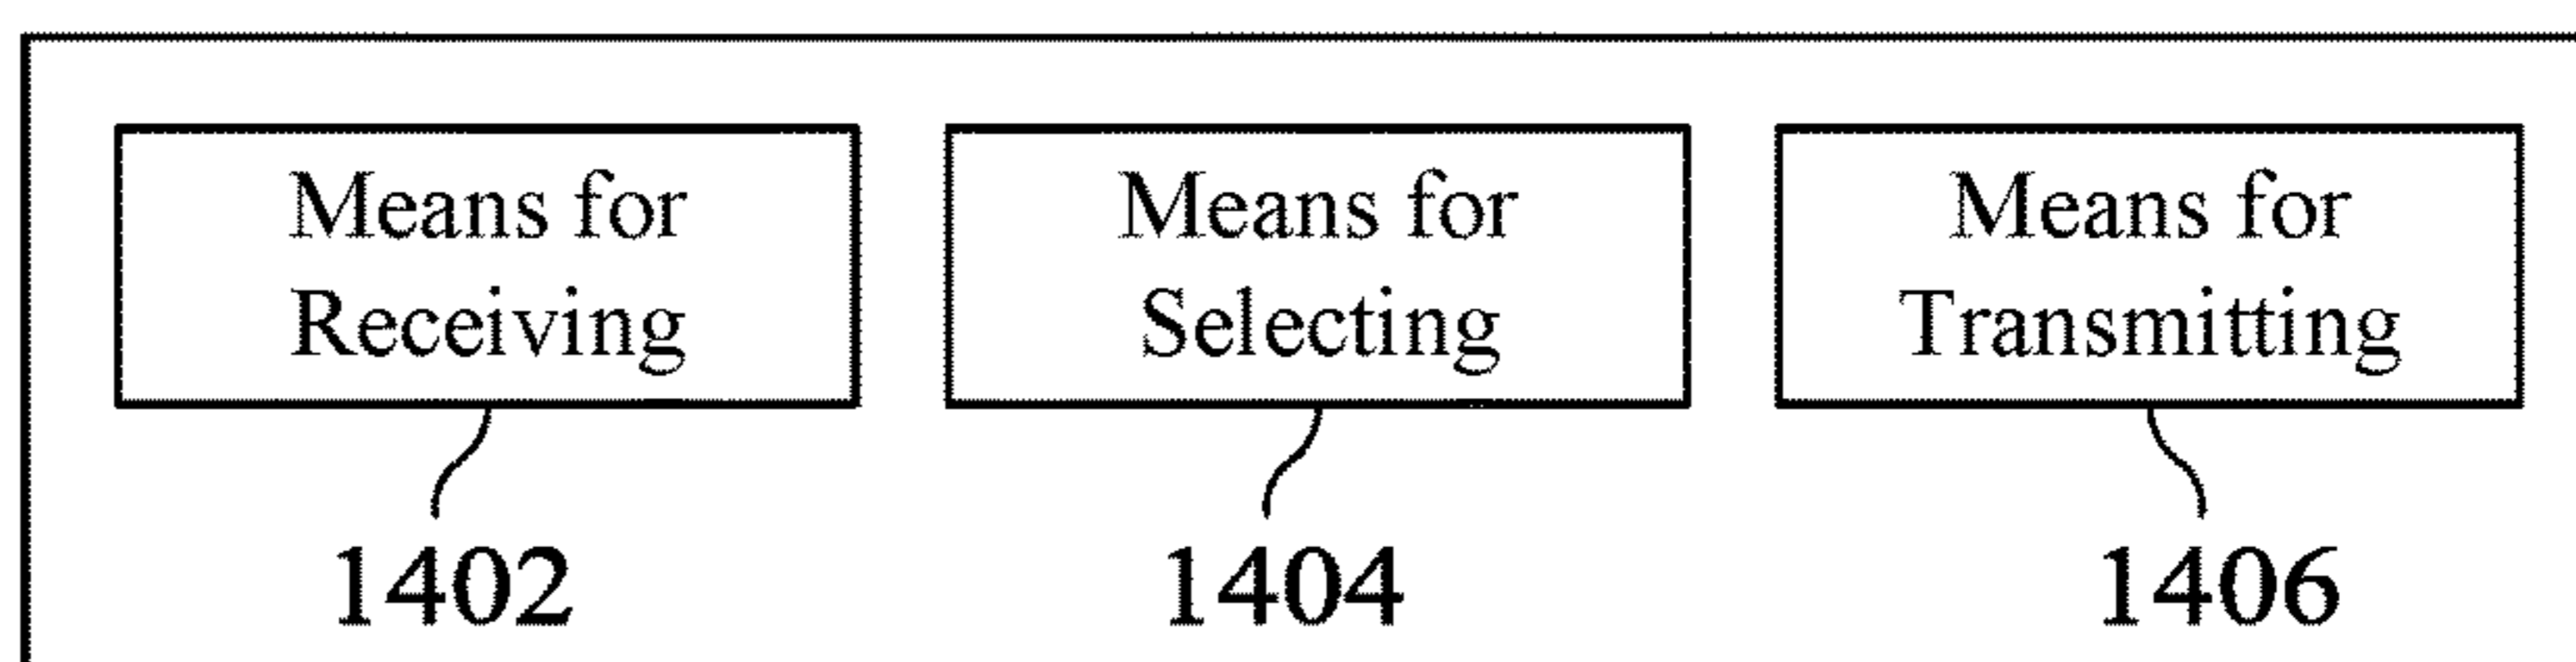 Means for
Receiving
Means for
Selecting
Means for
Transmitting
1402
1404
1406